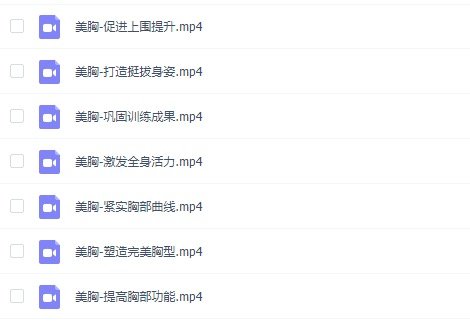 美胸-促进上围提升.mp4
美胸-打造挺拔身姿.mp4
美胸-巩固训练成果.mp4
美胸-激发全身活力.mp4
美胸-紧实胸部曲线.mp4
美胸-塑造完美胸型.mp4
美胸-提高胸部功能.mp4